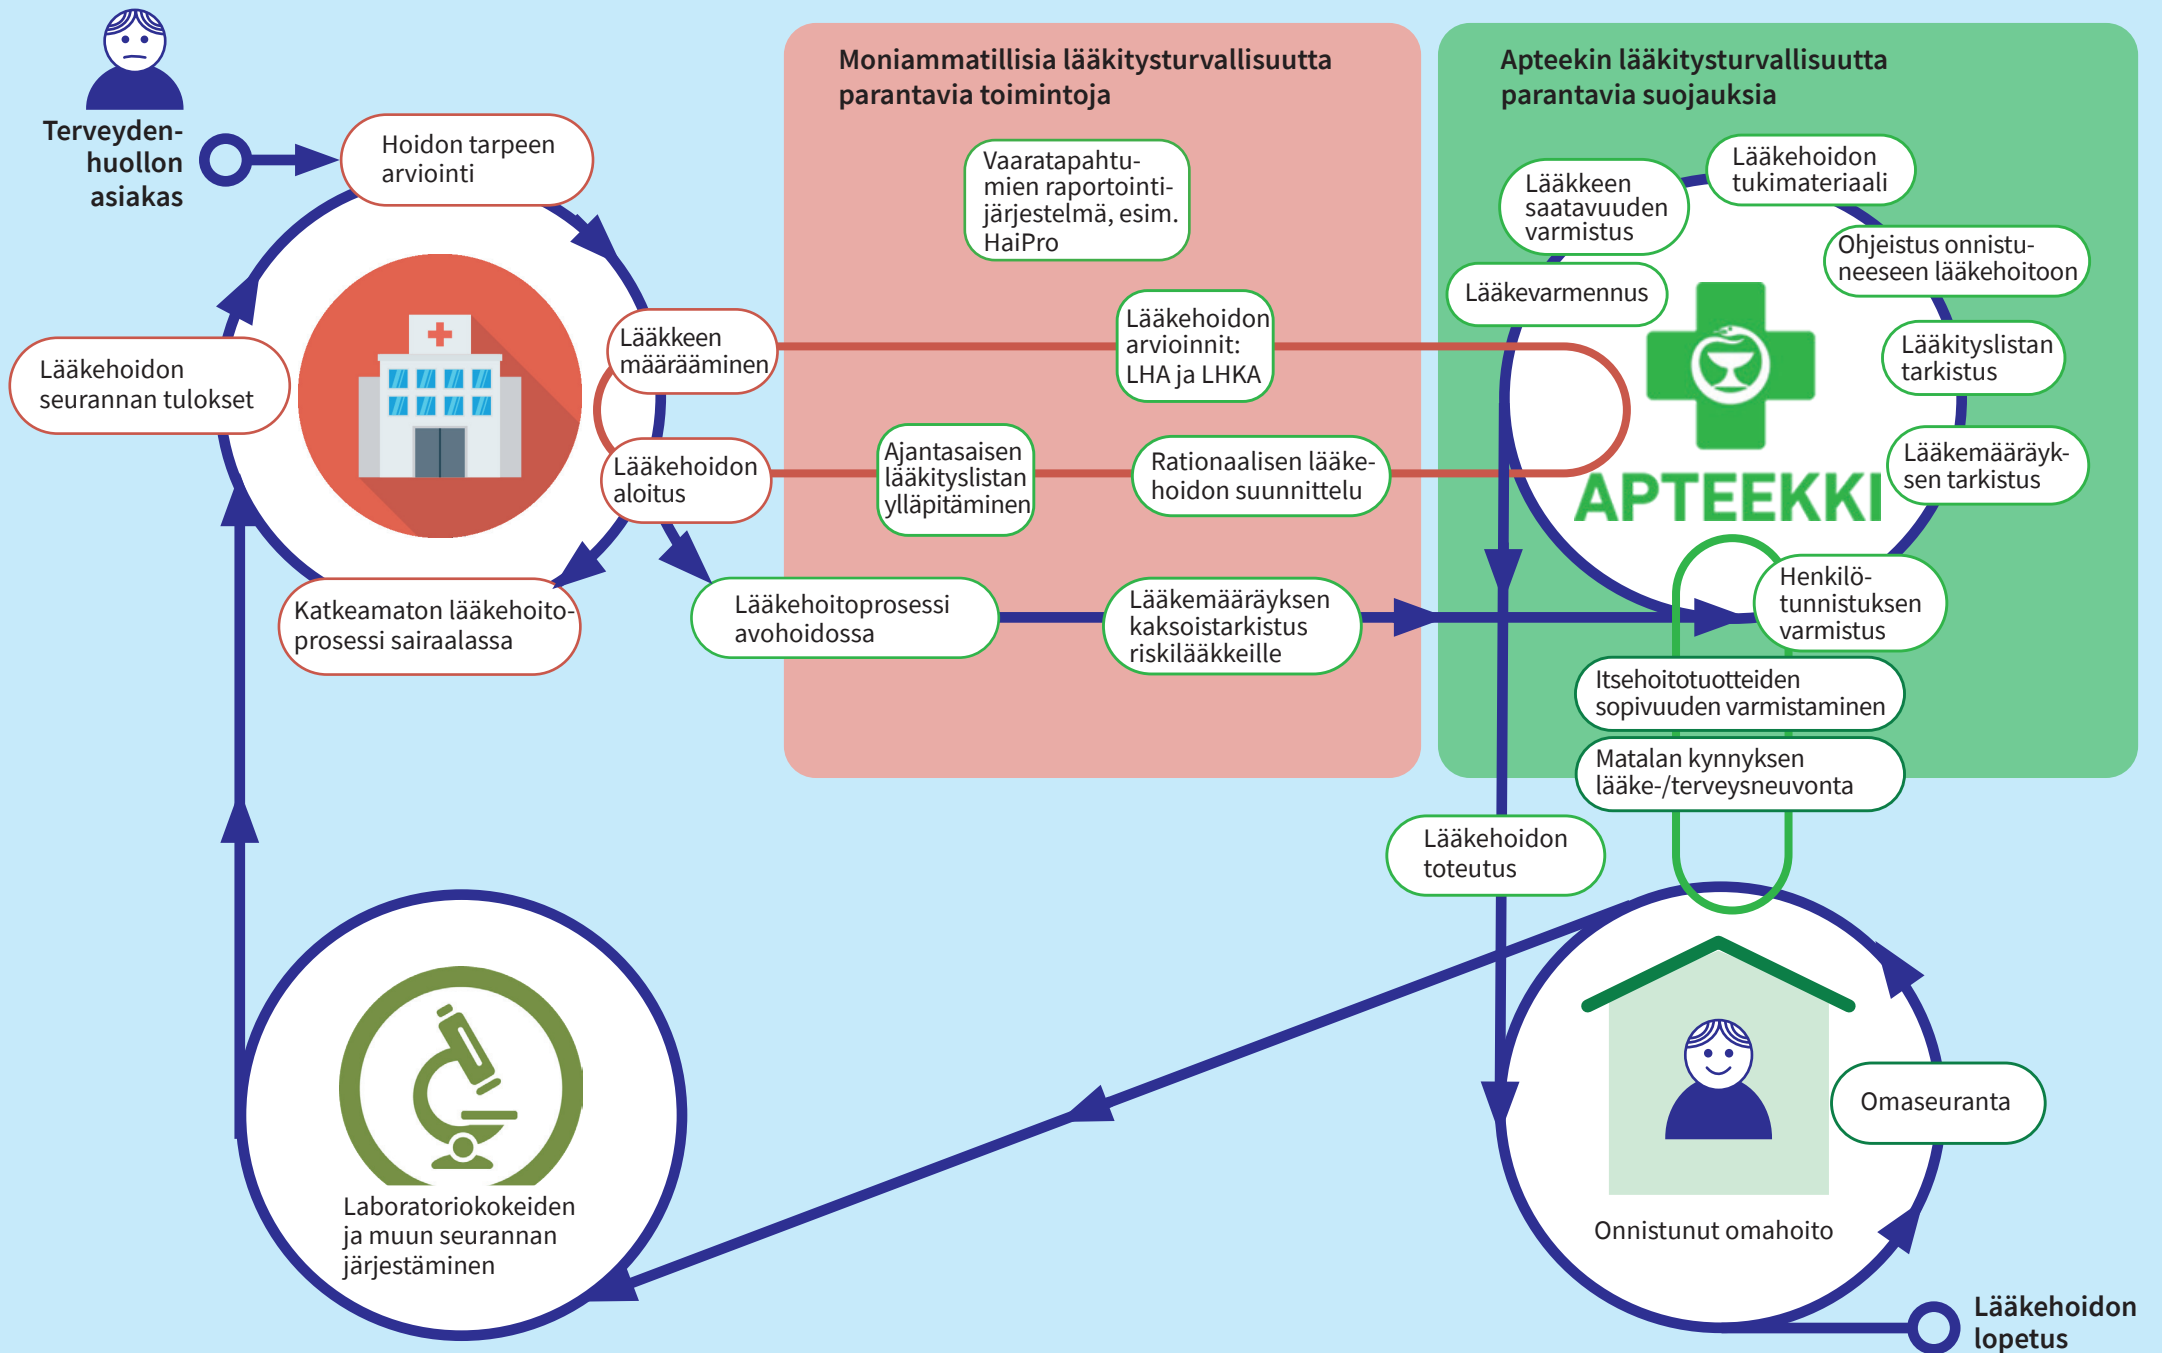 Terveyden-
huollon
asiakas
Hoidon tarpeen
arviointi
Lääkkeen
määrääminen
Lääkehoidon
aloitus
Katkeamaton lääkehoito-
prosessi sairaalassa
Lääkehoidon
seurannan tulokset
Moniammatillisia lääkitysturvallisuutta
parantavia toimintoja
Vaaratapahtu-
mien raportointi-
järjestelmä, esim.
HaiPro
Lääkehoidon
arvioinnit:
LHA ja LHKA
Ajantasaisen
lääkityslistan
ylläpitäminen
Rationaalisen lääke-
hoidon suunnittelu
Lääkehoitoprosessi
avohoidossa
Lääkemääräyksen
kaksoistarkistus
riskilääkkeille
Apteekin lääkitysturvallisuutta
parantavia suojauksia
Lääkehoidon
tukimateriaali
Lääkkeen
saatavuuden
varmistus
Lääkevarmennus
Ohjeistus onnistu-
neeseen lääkehoitoon
Lääkityslistan
tarkistus
Lääkemääräyk-
sen tarkistus
APTEEKKI
Henkilö-
tunnistuksen
varmistus
Itsehoitotuotteiden
sopivuuden varmistaminen
Matalan kynnyksen
lääke-/terveysneuvonta
Lääkehoidon
toteutus
Omaseuranta
Onnistunut omahoito
Laboratoriokokeiden
ja muun seurannan
järjestäminen
Lääkehoidon
lopetus